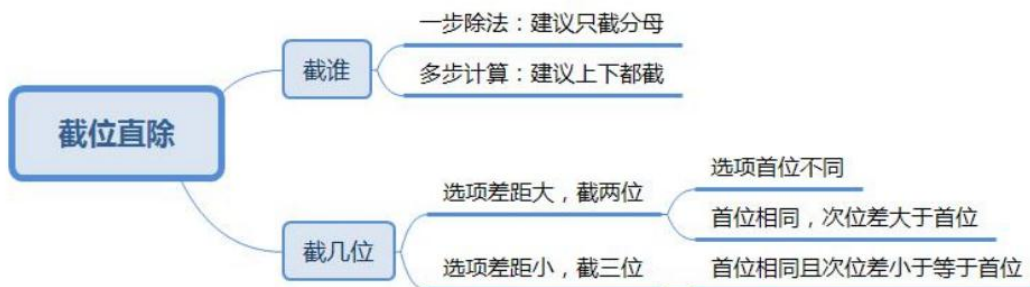 截位直除
截谁
一步除法：建议只截分母
多步计算：建议上下都截
截几位
选项差距大，截两位
选项首位不同
首位相同，次位差大于首位
选项差距小，截三位
首位相同且次位差小于等于首位